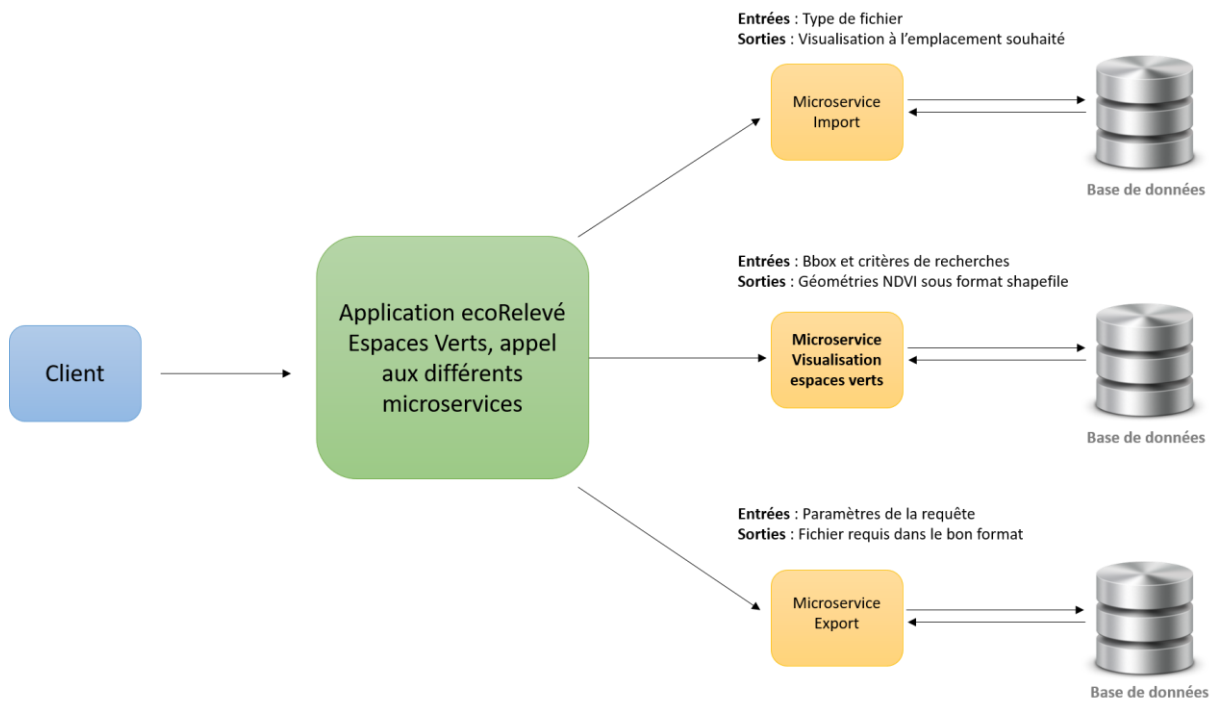 Entrées : Type de fichier
Sorties : Visualisation à l'emplacement souhaité
Microservice
Import
Base de données
Client
Application ecoRelevé
Espaces Verts, appel
aux différents
microservices
Entrées : Bbox et critères de recherches
Sorties : Géométries NDVI sous format shapefile
Microservice
Visualisation
espaces verts
Base de données
Entrées : Paramètres de la requête
Sorties : Fichier requis dans le bon format
Microservice
Export
Base de données